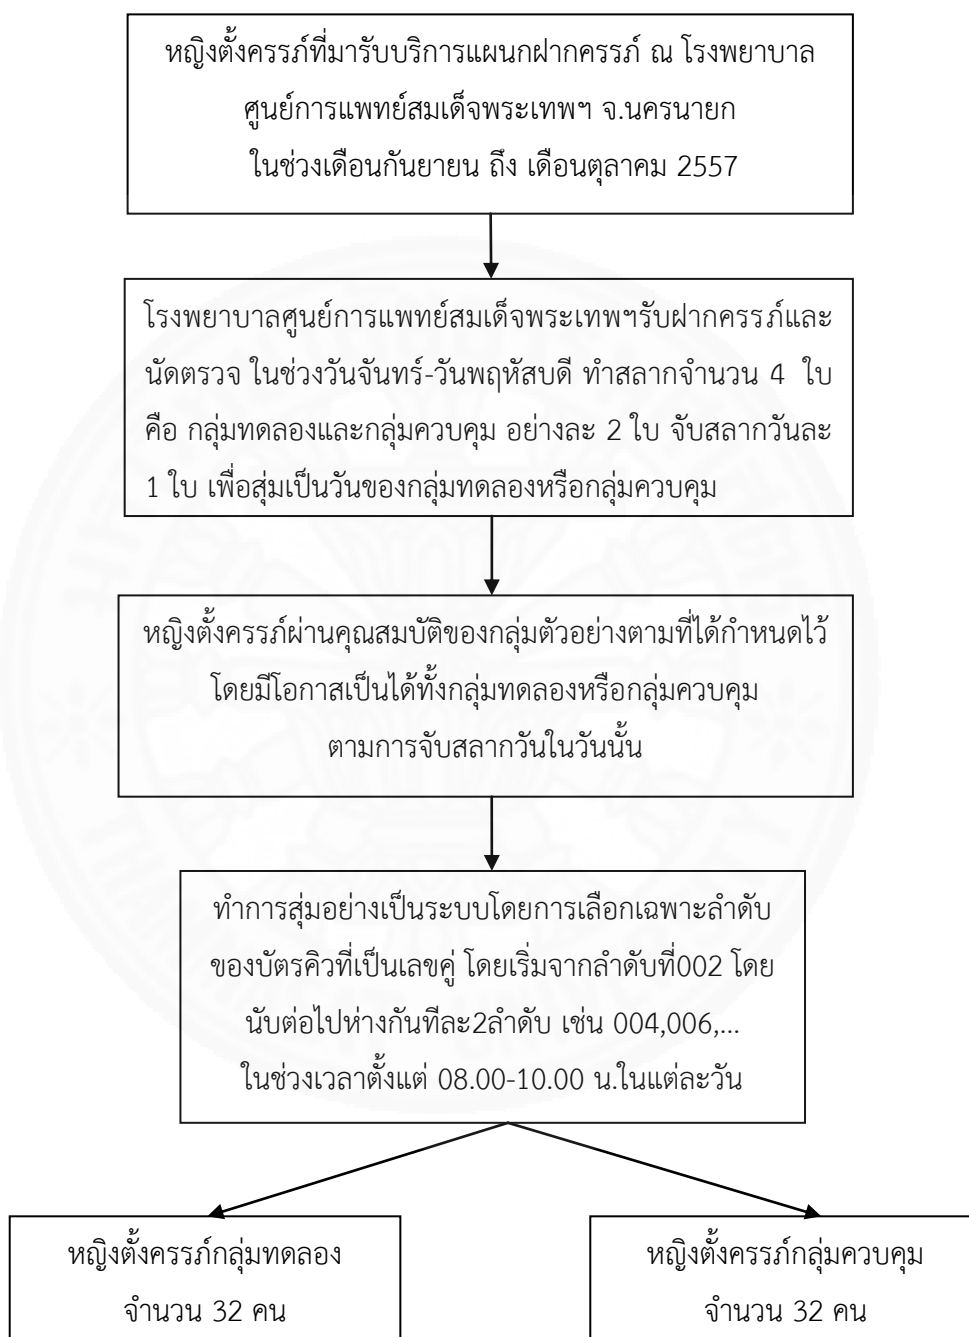 หญิงตั้งครรภ์ที่มารับบริการแผนกฝากครรภ์ ณ โรงพยาบาล
ศูนย์การแพทย์สมเด็จพระเทพฯ จ.นครนายก
ในช่วงเดือนกันยายน ถึง เดือนตุลาคม 2557
โรงพยาบาลศูนย์การแพทย์สมเด็จพระเทพฯรับฝากครรภ์และ
นัดตรวจ ในช่วงวันจันทร์-วันพฤหัสบดี ทำสลากจำนวน 4 ใบ
คือ กลุ่มทดลองและกลุ่มควบคุม อย่างละ 2 ใบ จับสลากวันละ
1 ใบ เพื่อสุ่มเป็นวันของกลุ่มทดลองหรือกลุ่มควบคุม
หญิงตั้งครรภ์ผ่านคุณสมบัติของกลุ่มตัวอย่างตามที่ได้กำหนดไว้
โดยมีโอกาสเป็นได้ทั้งกลุ่มทดลองหรือกลุ่มควบคุม
ตามการจับสลากวันในวันนั้น
ทำการสุ่มอย่างเป็นระบบโดยการเลือกเฉพาะลำดับ
ของบัตรคิวที่เป็นเลขคู่ โดยเริ่มจากลำดับที่002 โดย
นับต่อไปห่างกันทีละ2ลำดับ เช่น 004,006,...
ในช่วงเวลาตั้งแต่ 08.00-10.00 น.ในแต่ละวัน
หญิงตั้งครรภ์กลุ่มทดลอง
จำนวน 32 คน
หญิงตั้งครรภ์กลุ่มควบคุม
จำนวน 32 คน